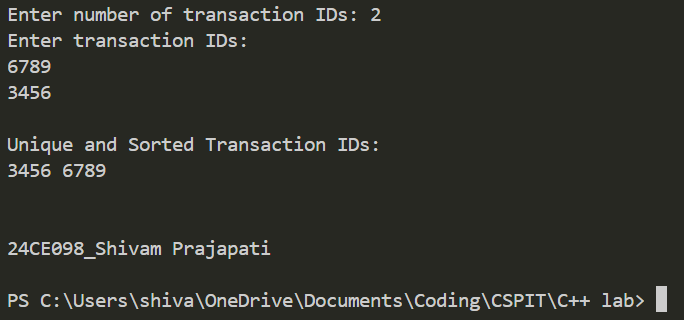 Enter number of transaction IDs: 2
Enter transaction IDs:
6789
3456
Unique and Sorted Transaction IDs:
3456 6789
24CE098_Shivam Prajapati
PS C:\Users\shiva\OneDrive\Documents\Coding\CSPIT\C++ lab>